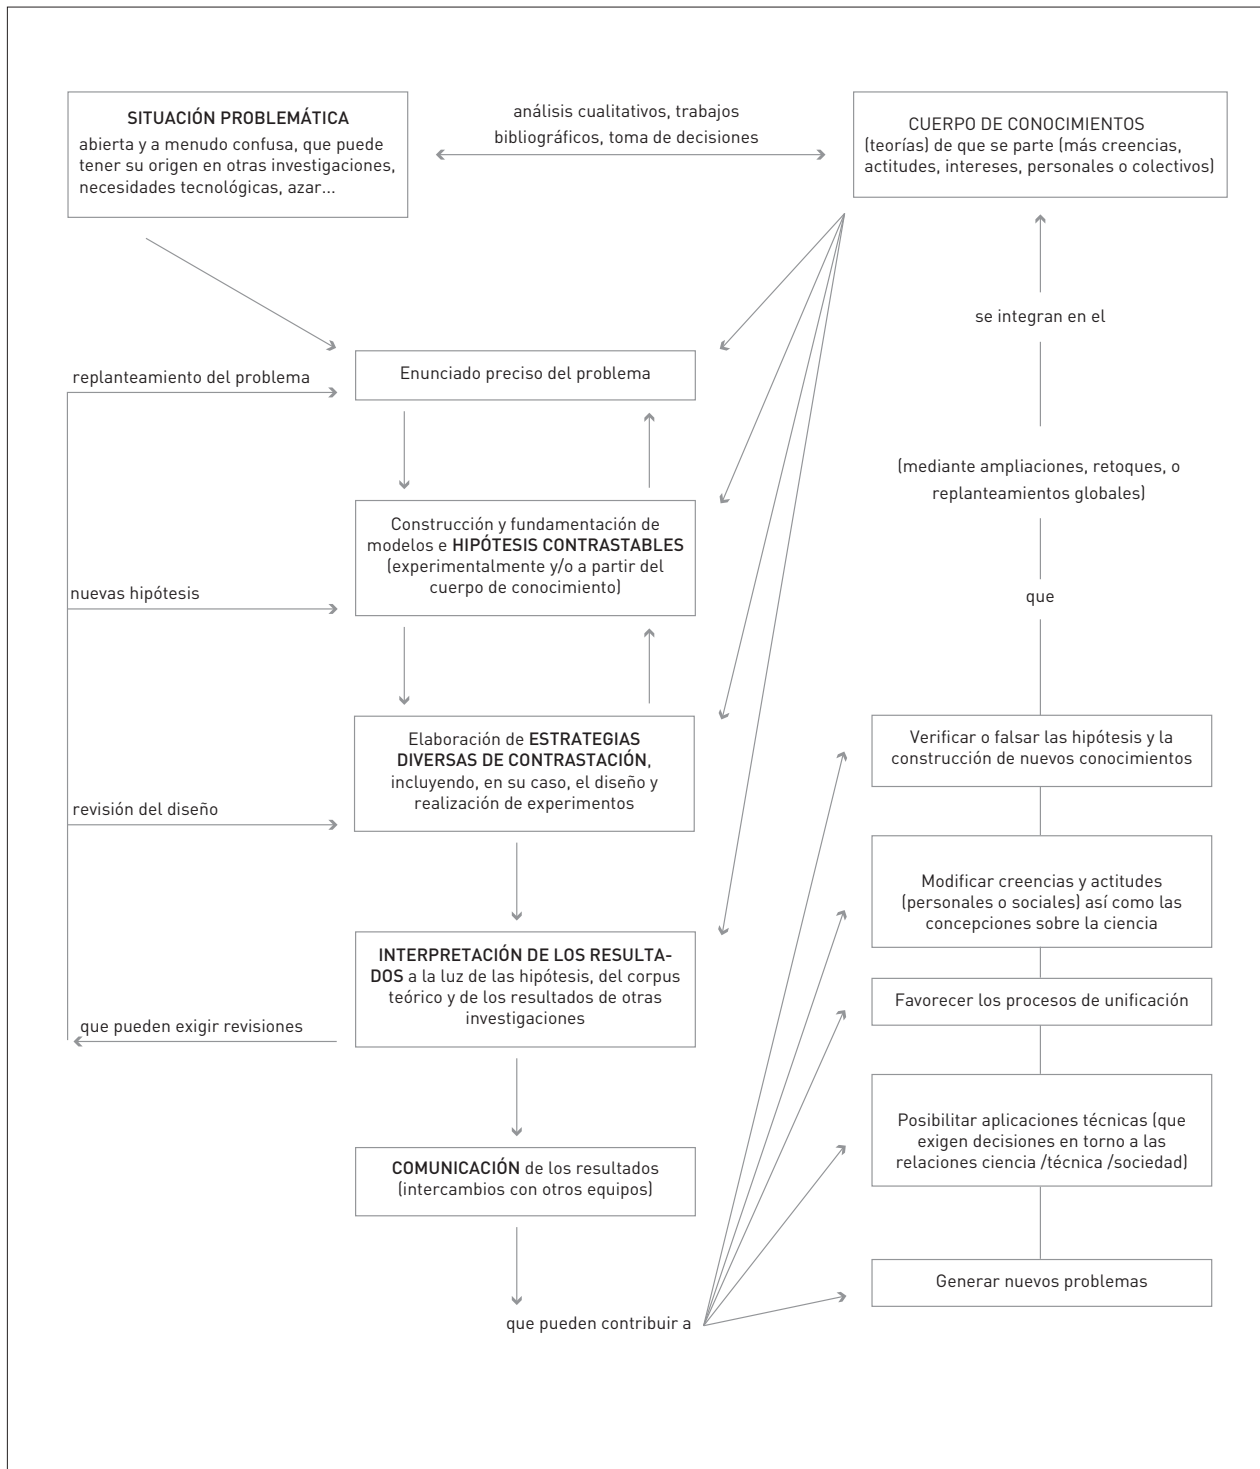 SITUACIÓN PROBLEMÁTICA
abierta y a menudo confusa, que puede
tener su origen en otras investigaciones,
necesidades tecnológicas, azar...
análisis cualitativos, trabajos
bibliográficos, toma de decisiones
CUERPO DE CONOCIMIENTOS
(teorías) de que se parte (más creencias,
actitudes, intereses, personales o colectivos)
replanteamiento del problema
Enunciado preciso del problema
nuevas hipótesis
Construcción y fundamentación de
modelos e HIPÓTESIS CONTRASTABLES
(experimentalmente y/o a partir del
cuerpo de conocimiento)
revisión del diseño
Elaboración de ESTRATEGIAS
DIVERSAS DE CONTRASTACIÓN,
incluyendo, en su caso, el diseño y
realización de experimentos
que pueden exigir revisiones
INTERPRETACIÓN DE LOS RESULTA-
DOS a la luz de las hipótesis, del corpus
teórico y de los resultados de otras
investigaciones
COMUNICACIÓN de los resultados
(intercambios con otros equipos)
que pueden contribuir a
se integran en el
(mediante ampliaciones, retoques, o
replanteamientos globales)
que
Verificar o falsar las hipótesis y la
construcción de nuevos conocimientos
Modificar creencias y actitudes
(personales o sociales) así como las
concepciones sobre la ciencia
Favorecer los procesos de unificación
Posibilitar aplicaciones técnicas (que
exigen decisiones en torno a las
relaciones ciencia /técnica /sociedad)
Generar nuevos problemas